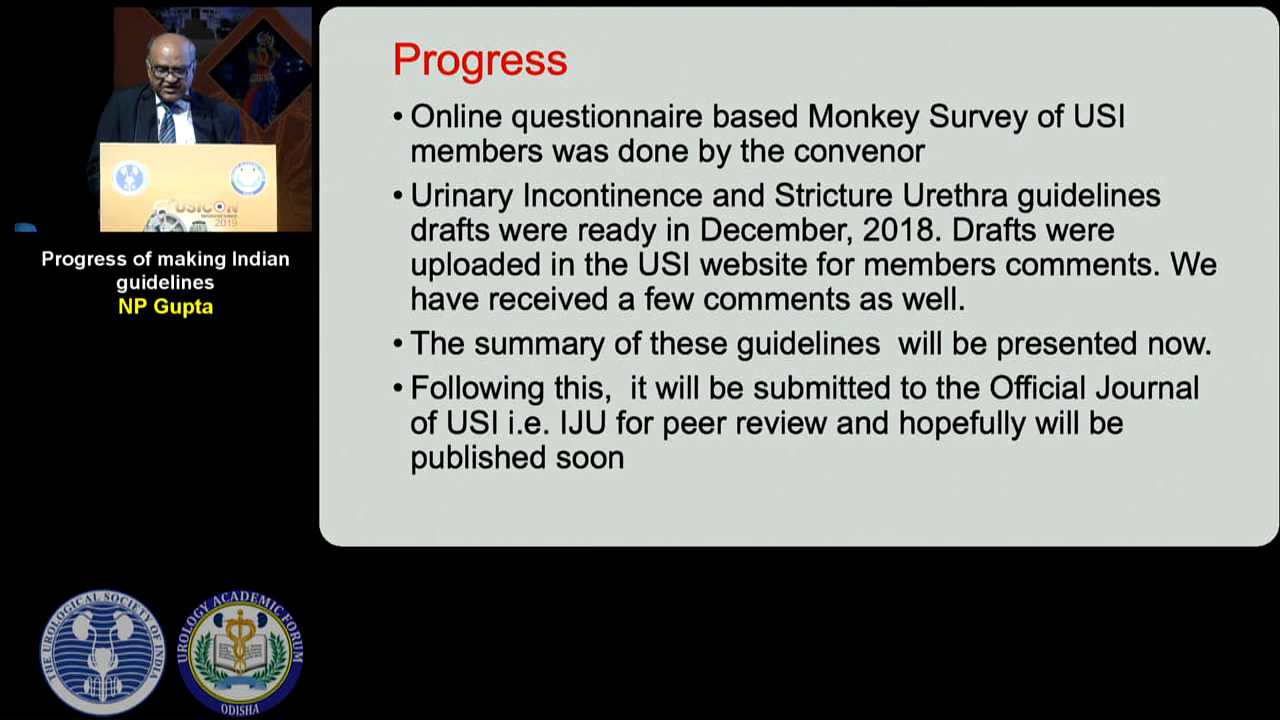 USICON
2019
Progress of making Indian
guidelines
NP Gupta
Progress
• Online questionnaire based Monkey Survey of USI
members was done by the convenor
• Urinary Incontinence and Stricture Urethra guidelines
drafts were ready in December, 2018. Drafts were
uploaded in the USI website for members comments. We
have received a few comments as well.
• The summary of these guidelines will be presented now.
• Following this, it will be submitted to the Official Journal
of USI i.e. IJU for peer review and hopefully will be
published soon
THE UROLOGICAL SOCIETY OF INDIA
UROLOGY ACADEMIC FORUM
ODISHA